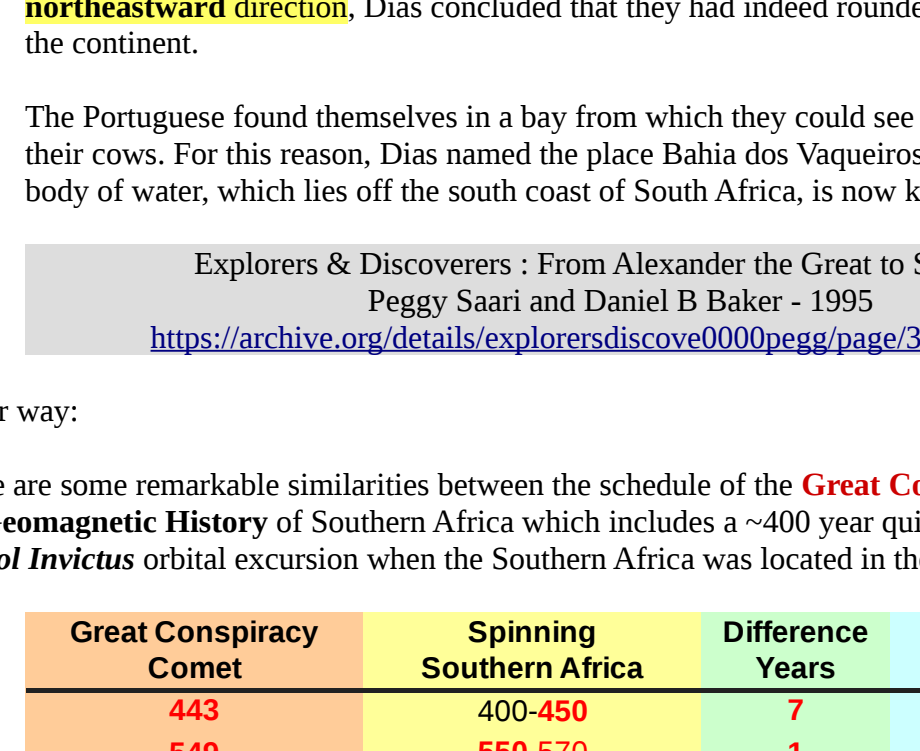 northeastward direction, Dias concluded that they had indeed rounde
the continent.
The Portuguese found themselves in a bay from which they could see
their cows. For this reason, Dias named the place Bahia dos Vaqueiros
body of water, which lies off the south coast of South Africa, is now k
Explorers & Discoverers : From Alexander the Great to S
Peggy Saari and Daniel B Baker - 1995
https://archive.org/details/explorersdiscove0000pegg/page/3
r way:
e are some remarkable similarities between the schedule of the Great Co
eomagnetic History of Southern Africa which includes a ~400 year qui
ol Invictus orbital excursion when the Southern Africa was located in the
Great Conspiracy Comet Spinning Southern Africa Difference Years
443 400-450 7
549 550-570 1